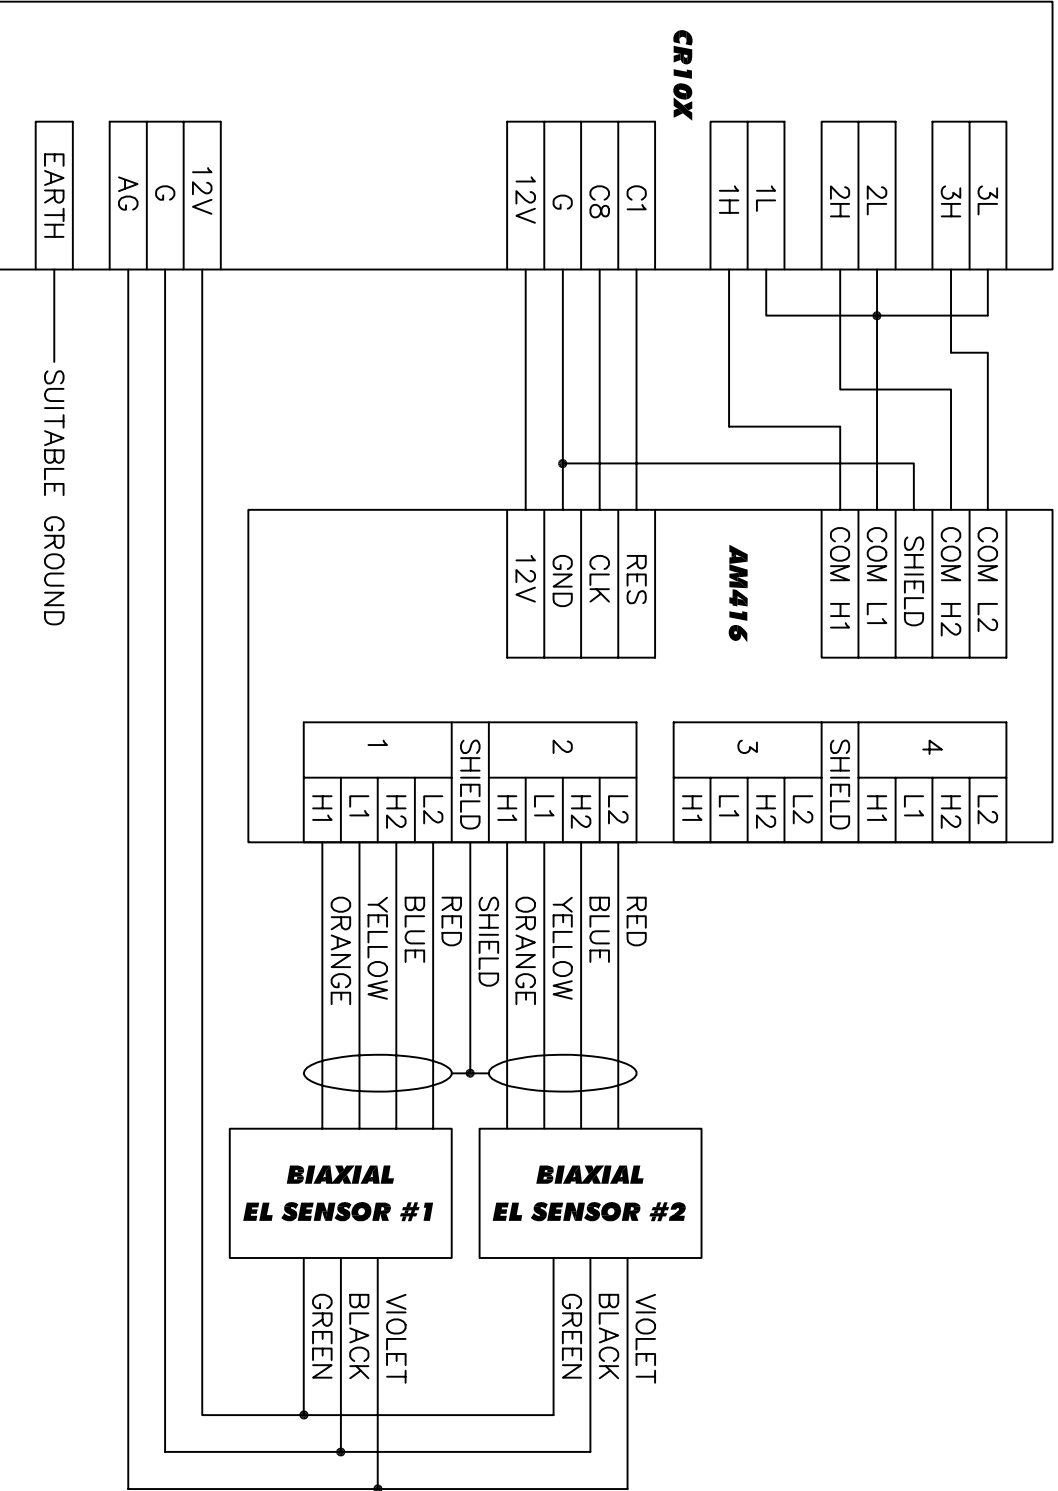 CR10X
EARTH
AG
G
12V
12V
G
C8
C1
1H
1L
2H
2L
3H
3L
SUITABLE GROUND
AM416
12V
GND
CLK
RES
COM H1
COM L1
SHIELD
COM H2
COM L2
1
SHIELD
2
3
SHIELD
4
H1
L1
H2
L2
H1
L1
H2
L2
H1
L1
H2
L2
H1
L1
H2
L2
ORANGE
YELLOW
BLUE
RED
SHIELD
ORANGE
YELLOW
BLUE
RED
BIAXIAL
EL SENSOR #1
BIAXIAL
EL SENSOR #2
GREEN
BLACK
VIOLET
GREEN
BLACK
VIOLET